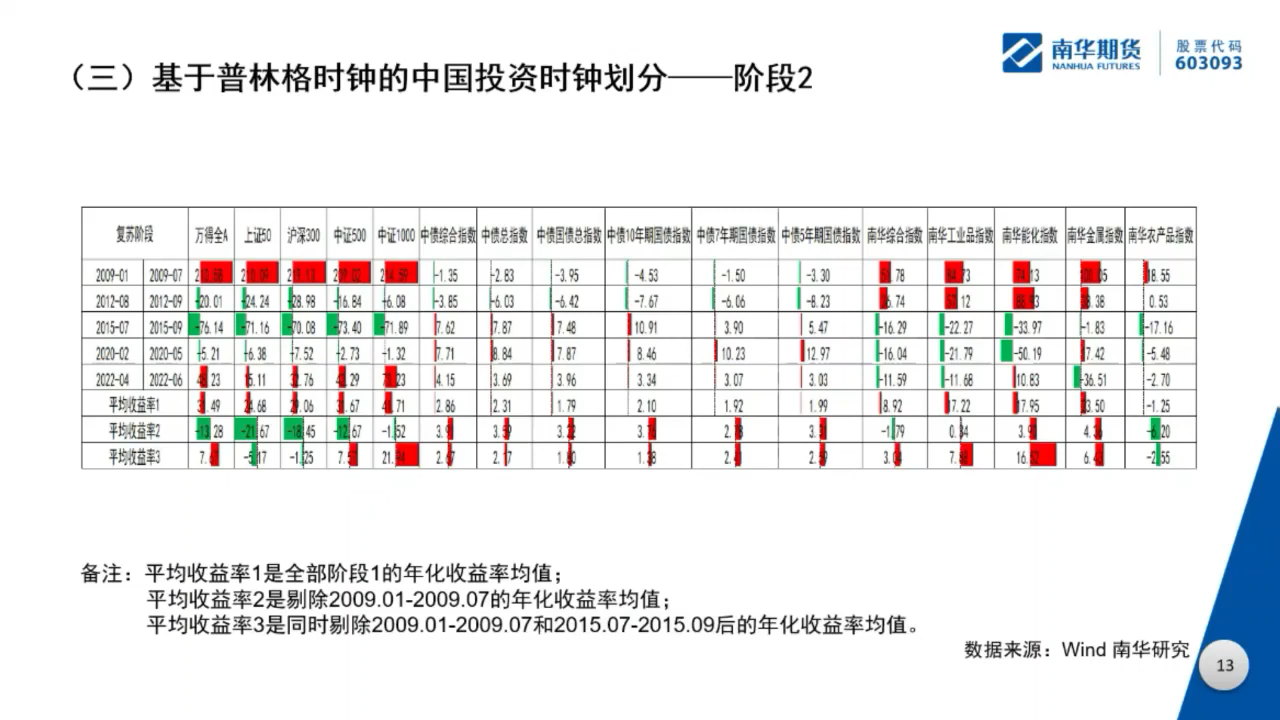 南华期货
NANHUA FUTURES
股票代码
603093
（三）基于普林格时钟的中国投资时钟划分——阶段2
复苏阶段 万得全A 上证50 沪深300 中证500 中证1000 中债综合指数 中债总指数 中债国债总指数 中债10年期国债指数 中债7年期国债指数 中债5年期国债指数 南华综合指数 南华工业品指数 南华能化指数 南华金属指数 南华农产品指数
2009-01 2009-07 -1.35 -2.83 -3.95 -4.53 -1.50 -3.30 18.55
2012-08 2012-09 -20.01 -24.24 -28.98 -16.84 -6.08 -3.85 -6.03 -6.42 -7.67 -6.06 -8.23 0.53
2015-07 2015-09 -76.14 -71.16 -70.08 -73.40 -71.89 7.62 7.87 7.48 10.91 3.90 5.47 -16.29 -22.27 -33.97 -1.83 -17.16
2020-02 2020-05 -5.21 -6.38 -7.52 -2.73 -1.32 7.71 8.84 7.87 8.46 10.23 12.97 -16.04 -21.79 -50.19 -5.48
2022-04 2022-06 15.11 4.15 3.69 3.96 3.34 3.07 3.03 -11.59 -11.68 10.83 -36.51 -2.70
平均收益率1 24.68 2.86 2.31 1.79 2.10 1.92 1.99 8.92 17.22 17.95 -1.25
平均收益率2 -13.28 -21.67 -18.45 -12.67 -1.52 -1.79 0.34 -6.20
平均收益率3 -5.17 -1.25 -2.55
备注：平均收益率1是全部阶段1的年化收益率均值；
平均收益率2是剔除2009.01-2009.07的年化收益率均值；
平均收益率3是同时剔除2009.01-2009.07和2015.07-2015.09后的年化收益率均值。
数据来源：Wind 南华研究
13